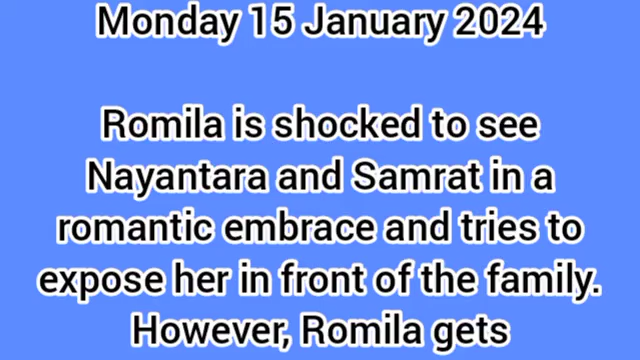 Monday 15 January 2024
Romila is shocked to see
Nayantara and Samrat in a
romantic embrace and tries to
expose her in front of the family.
However, Romila gets